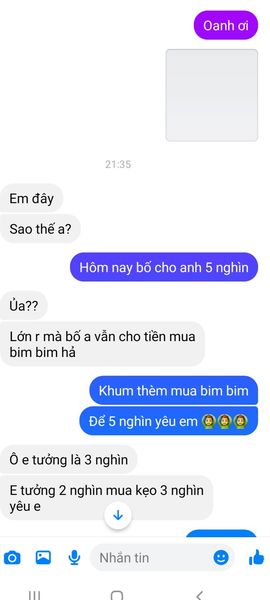 Oanh ơi
21:35
Em đây
Sao thế a?
Hôm nay bố cho anh 5 nghìn
Ủa??
Lớn r mà bố a vẫn cho tiền mua
bim bim hả
Khum thèm mua bim bim
Để 5 nghìn yêu em
Ô e tưởng là 3 nghìn
E tưởng 2 nghìn mua kẹo 3 nghìn
yêu e
Nhắn tin